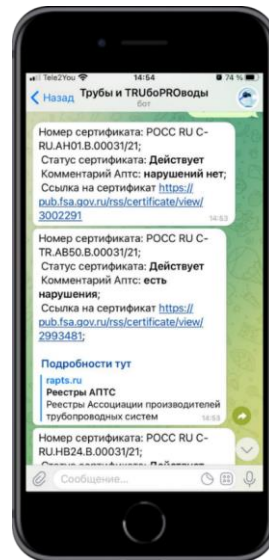 Tele2You 14:54 74 %
Назад Трубы и TRUбоPROводы
бот
Номер сертификата: РОСС RU С-
RU.АН01.В.00031/21;
Статус сертификата: Действует
Комментарий Аптс: нарушений нет;
Ссылка на сертификат https://
pub.fsa.gov.ru/rss/certificate/view/
3002291
14:53
Номер сертификата: РОСС RU С-
TR.АВ50.В.00031/21;
Статус сертификата: Действует
Комментарий Аптс: есть
нарушения;
Ссылка на сертификат https://
pub.fsa.gov.ru/rss/certificate/view/
2993481;
Подробности тут
rapts.ru
Реестры АПТС
Реестры Ассоциации производителей
трубопроводных систем
14:53
Номер сертификата: РОСС RU С-
RU.НВ24.В.00031/21;
Статус сертификата: Действует
Сообщение...